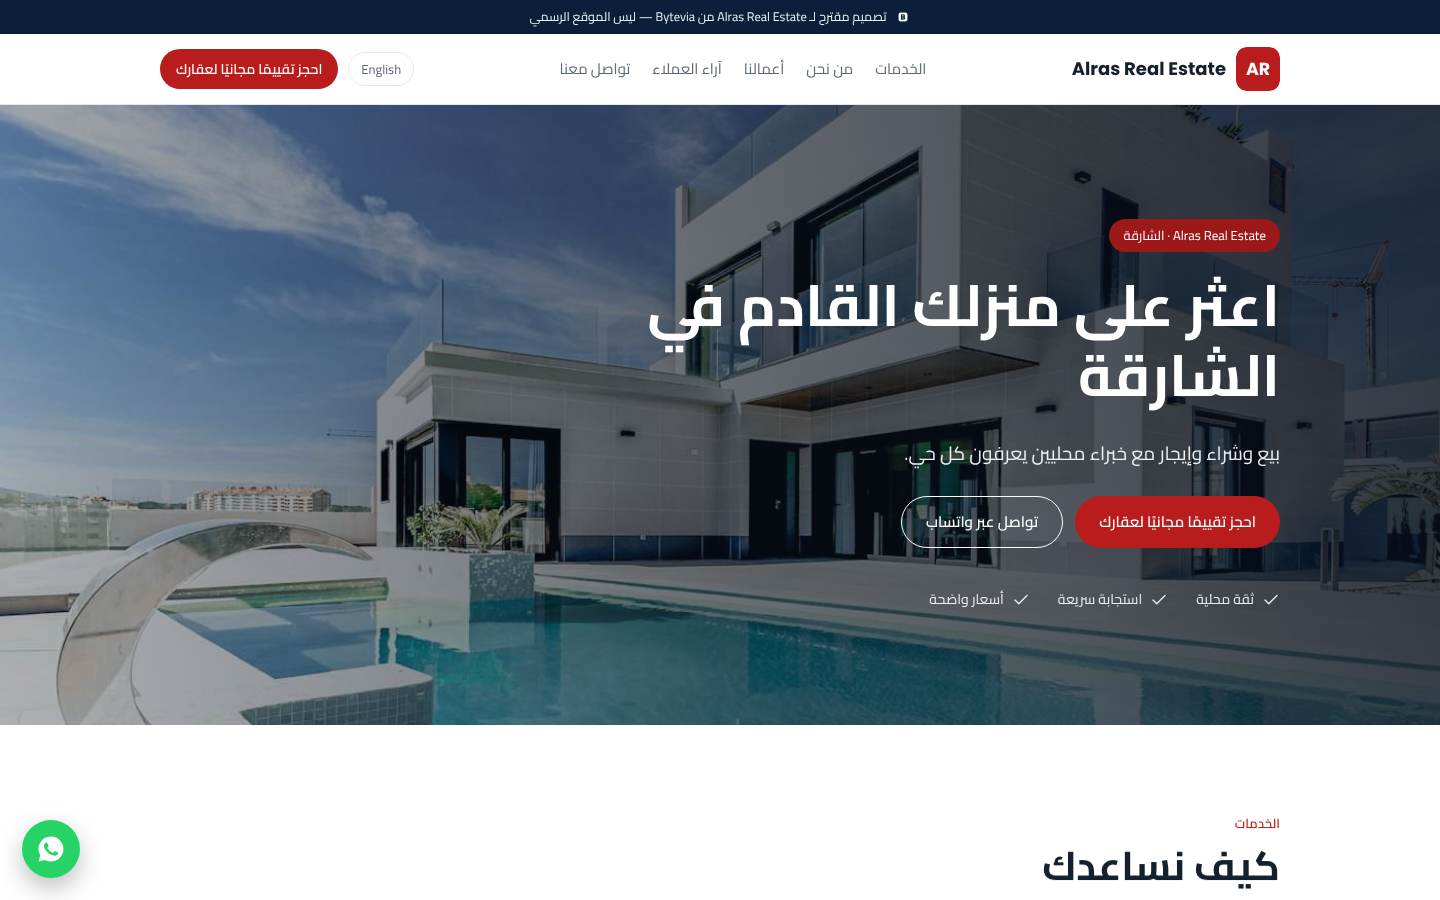 تصميم مقترح لـ Alras Real Estate من Bytevia — ليس الموقع الرسمي
AR Alras Real Estate
الخدمات من نحن أعمالنا آراء العملاء تواصل معنا
English
احجز تقييمًا مجانيًا لعقارك
Alras Real Estate · الشارقة
اعثر على منزلك القادم في
الشارقة
بيع وشراء وإيجار مع خبراء محليين يعرفون كل حي.
احجز تقييمًا مجانيًا لعقارك تواصل عبر واتساب
ثقة محلية استجابة سريعة أسعار واضحة
الخدمات
كيف نساعدك